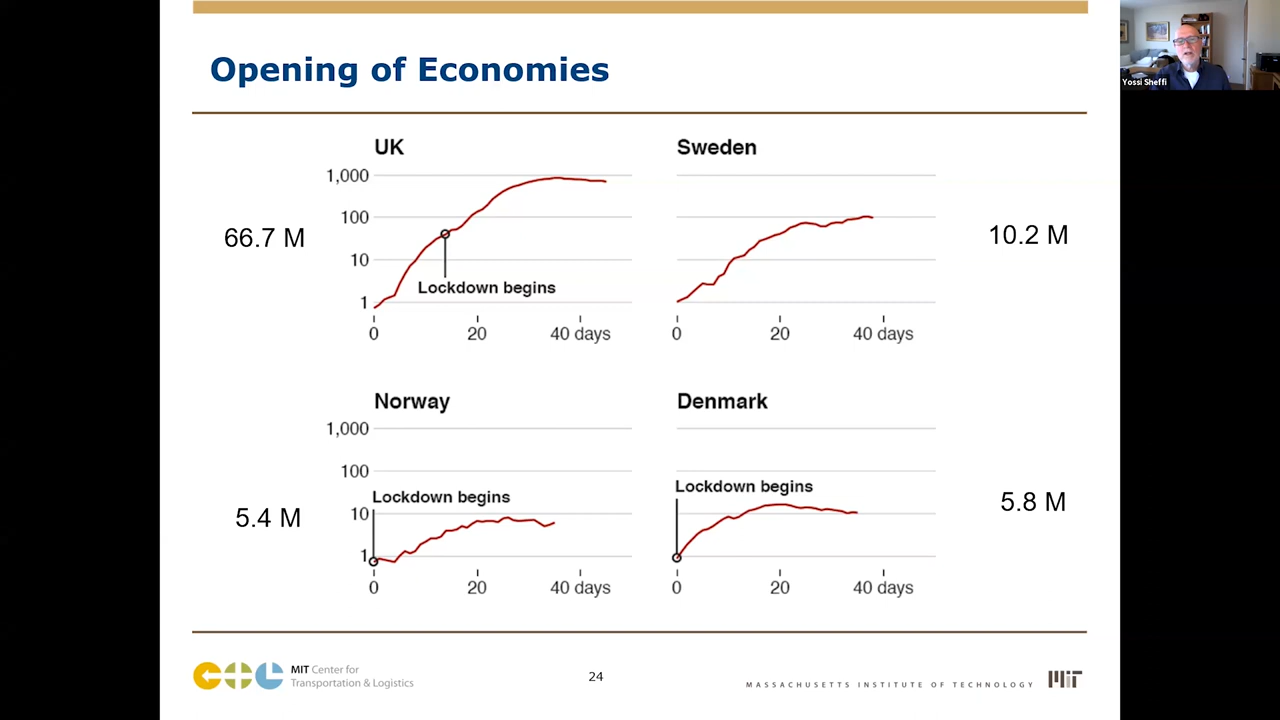 Opening of Economies
Yossi Sheffi
UK
1,000
100
10
1
Lockdown begins
0 20 40 days
66.7 M
Sweden
0 20 40 days
10.2 M
Norway
1,000
100
Lockdown begins
10
1
0 20 40 days
5.4 M
Denmark
Lockdown begins
0 20 40 days
5.8 M
MIT Center for
Transportation & Logistics
24
MASSACHUSETTS INSTITUTE OF TECHNOLOGY
MIT